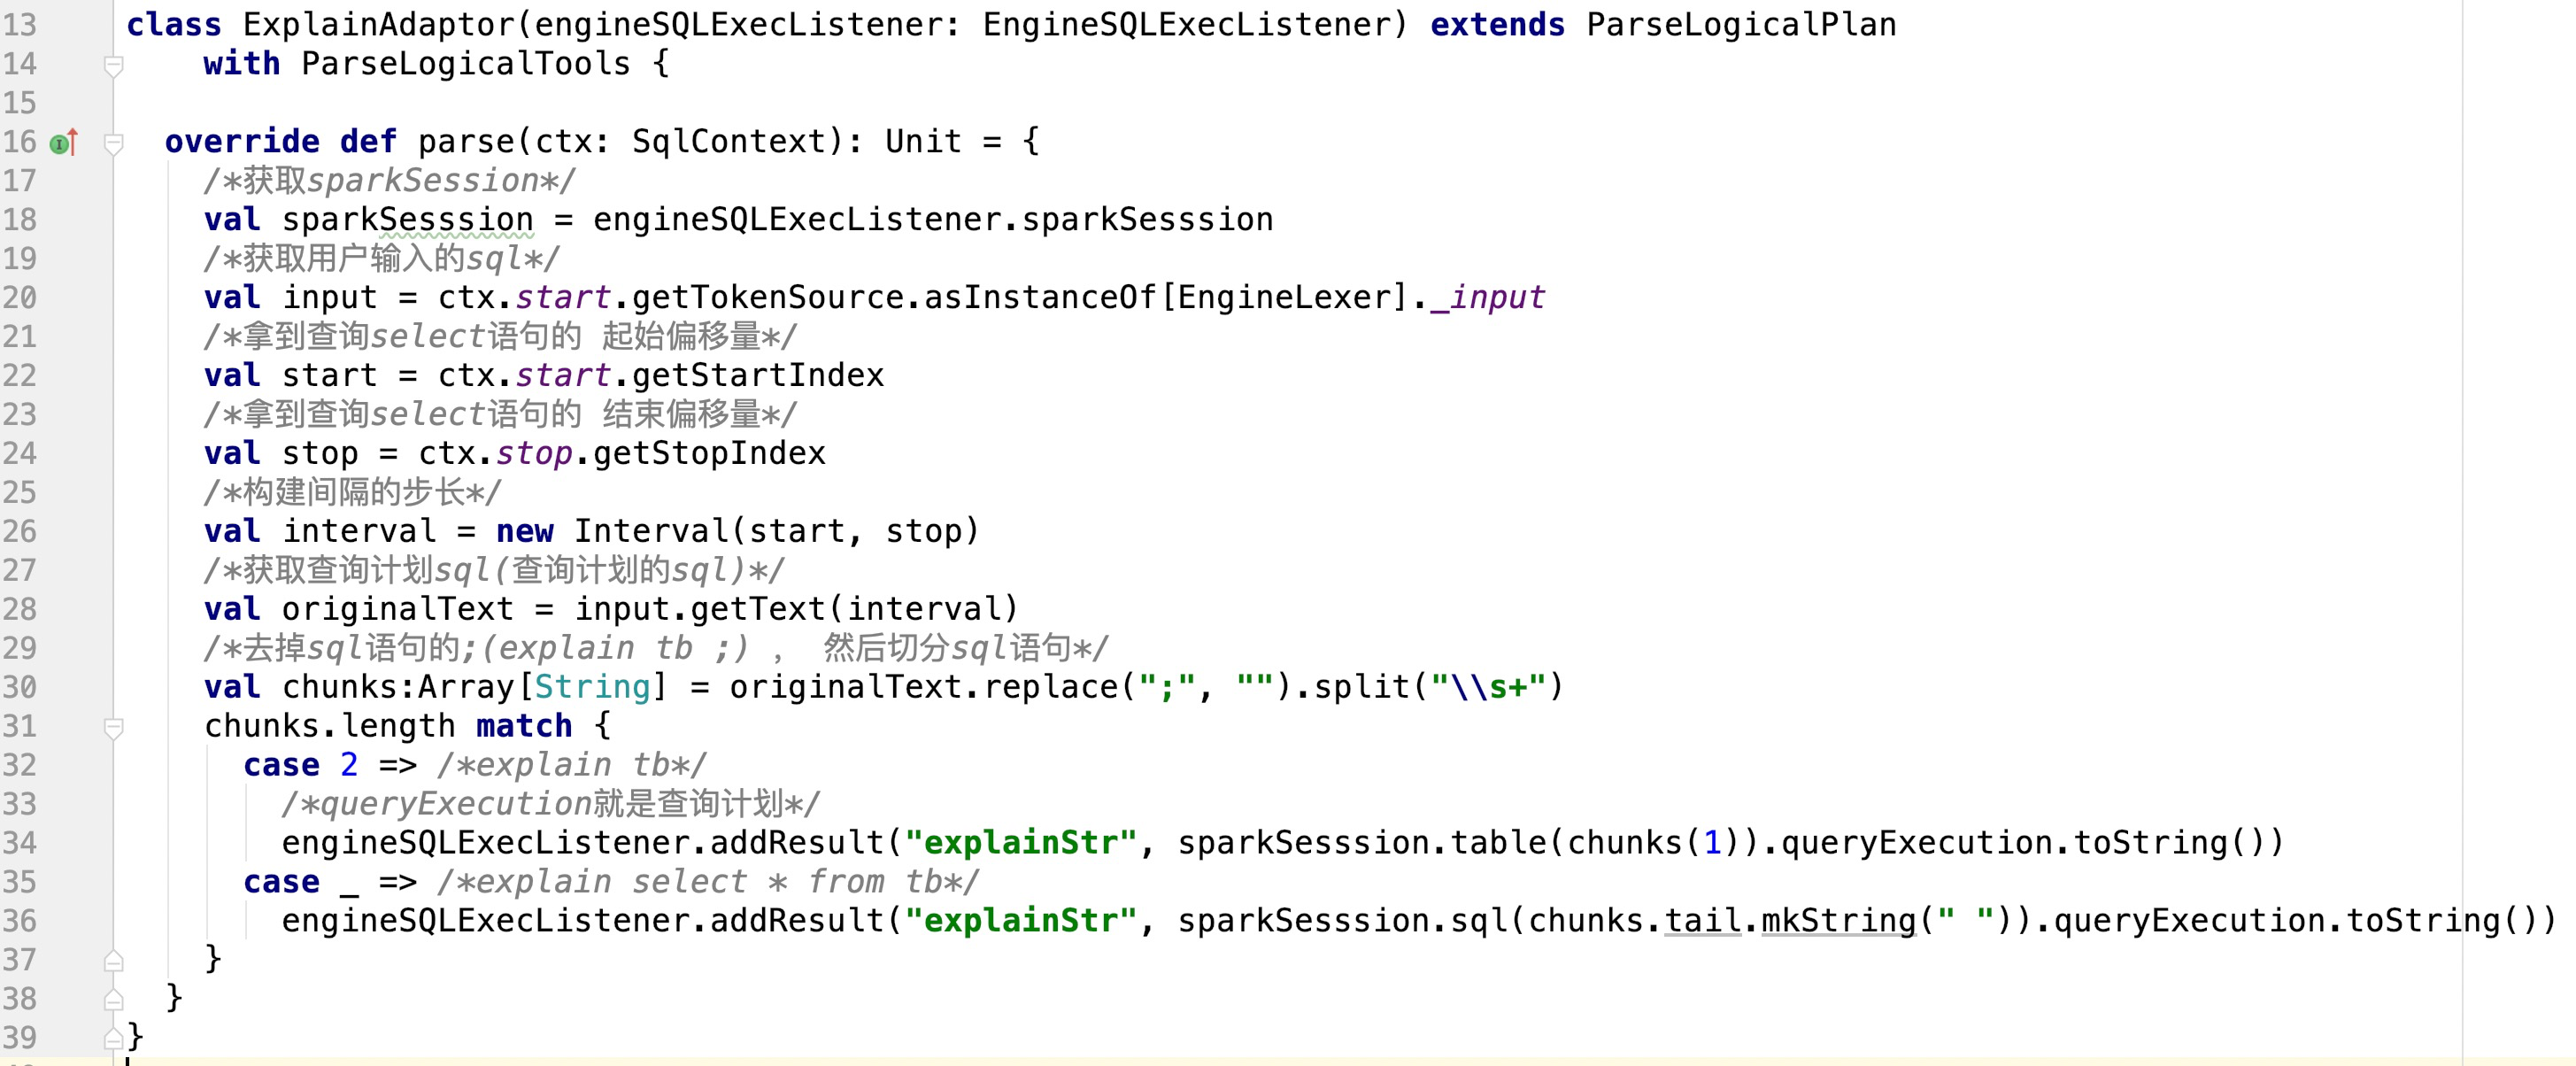 13 class ExplainAdaptor(engineSQLExecListener: EngineSQLExecListener) extends ParseLogicalPlan
14     with ParseLogicalTools {
15
16   override def parse(ctx: SqlContext): Unit = {
17     /*获取sparkSession*/
18     val sparkSesssion = engineSQLExecListener.sparkSesssion
19     /*获取用户输入的sql*/
20     val input = ctx.start.getTokenSource.asInstanceOf[EngineLexer]._input
21     /*拿到查询select语句的 起始偏移量*/
22     val start = ctx.start.getStartIndex
23     /*拿到查询select语句的 结束偏移量*/
24     val stop = ctx.stop.getStopIndex
25     /*构建间隔的步长*/
26     val interval = new Interval(start, stop)
27     /*获取查询计划sql(查询计划的sql)*/
28     val originalText = input.getText(interval)
29     /*去掉sql语句的;(explain tb ;) ， 然后切分sql语句*/
30     val chunks:Array[String] = originalText.replace(";", "").split("\\s+")
31     chunks.length match {
32       case 2 => /*explain tb*/
33         /*queryExecution就是查询计划*/
34         engineSQLExecListener.addResult("explainStr", sparkSesssion.table(chunks(1)).queryExecution.toString())
35       case _ => /*explain select * from tb*/
36         engineSQLExecListener.addResult("explainStr", sparkSesssion.sql(chunks.tail.mkString(" ")).queryExecution.toString())
37     }
38   }
39 }